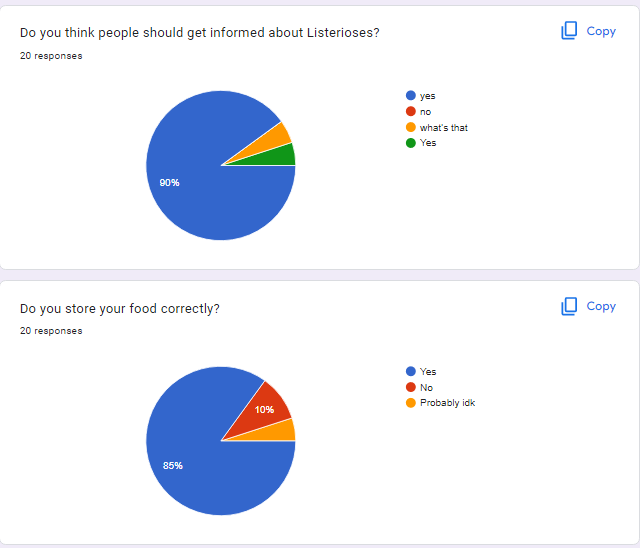 Do you think people should get informed about Listerioses?
Copy
20 responses
yes
no
what's that
Yes
90%
Do you store your food correctly?
Copy
20 responses
Yes
No
Probably idk
10%
85%